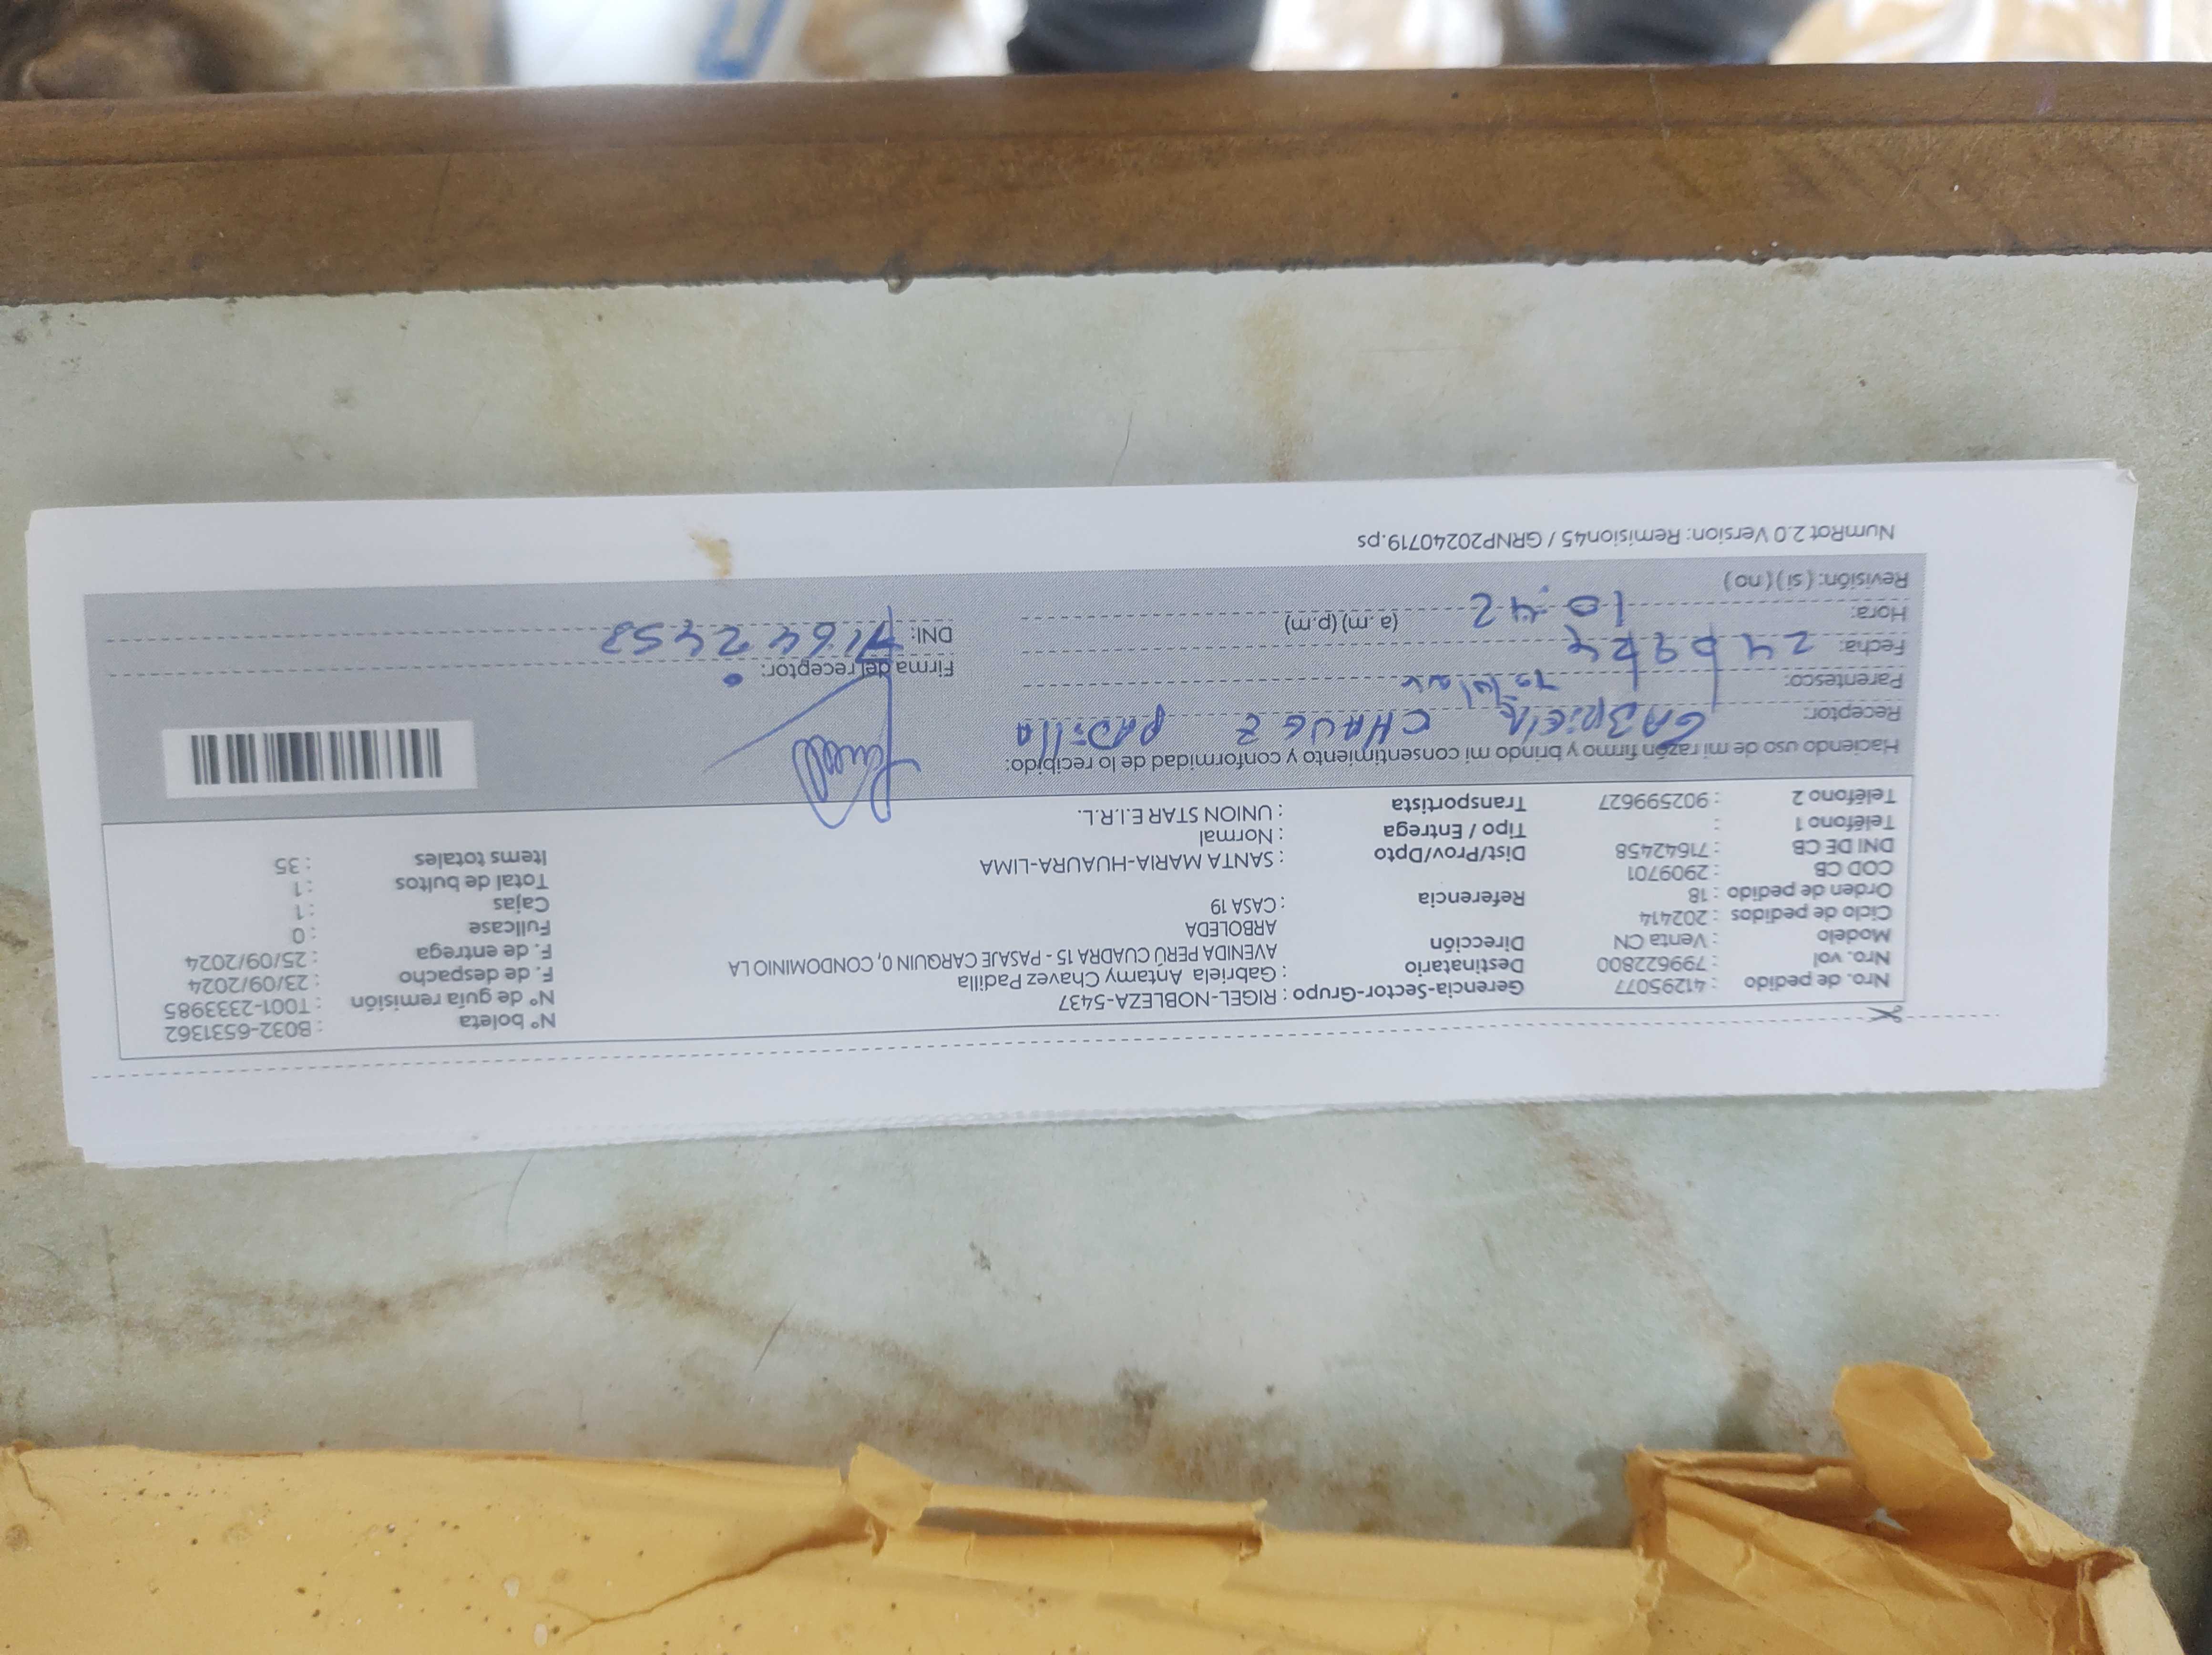 Nro. de pedido : 41295077
Nro. vol : 799622800
Modelo : Venta CN
Ciclo de pedidos : 202414
Orden de pedido : 18
COD CB : 2909701
DNI DE CB : 71642458
Teléfono 1 :
Teléfono 2 : 902599627
Gerencia-Sector-Grupo : RIGEL-NOBLEZA-5437
Destinatario : Gabriela Antamy Chavez Padilla
Dirección AVENIDA PERÚ CUADRA 15 - PASAJE CARQUIN 0, CONDOMINIO LA
ARBOLEDA
Referencia : CASA 19
Dist/Prov/Dpto : SANTA MARIA-HUAURA-LIMA
Tipo / Entrega : Normal
Transportista : UNION STAR E.I.R.L.
N° boleta : B032-6531362
N° de guía remisión : T001-2333985
F. de despacho : 23/09/2024
F. de entrega : 25/09/2024
Fullcase : 0
Cajas : 1
Total de bultos : 1
Items totales : 35
Haciendo uso de mi razón firmo y brindo mi consentimiento y conformidad de lo recibido:
Receptor: GABRIELA CHAVEZ PADILLA
Parentesco: Titular
Fecha: 24/09/24
Hora: 10:42 (a.m) (p.m)
Revisión: ( si ) ( no )
Firma del receptor:
DNI: 71642458
NumRot 2.0 Version: Remision45 / GRNP20240719.ps